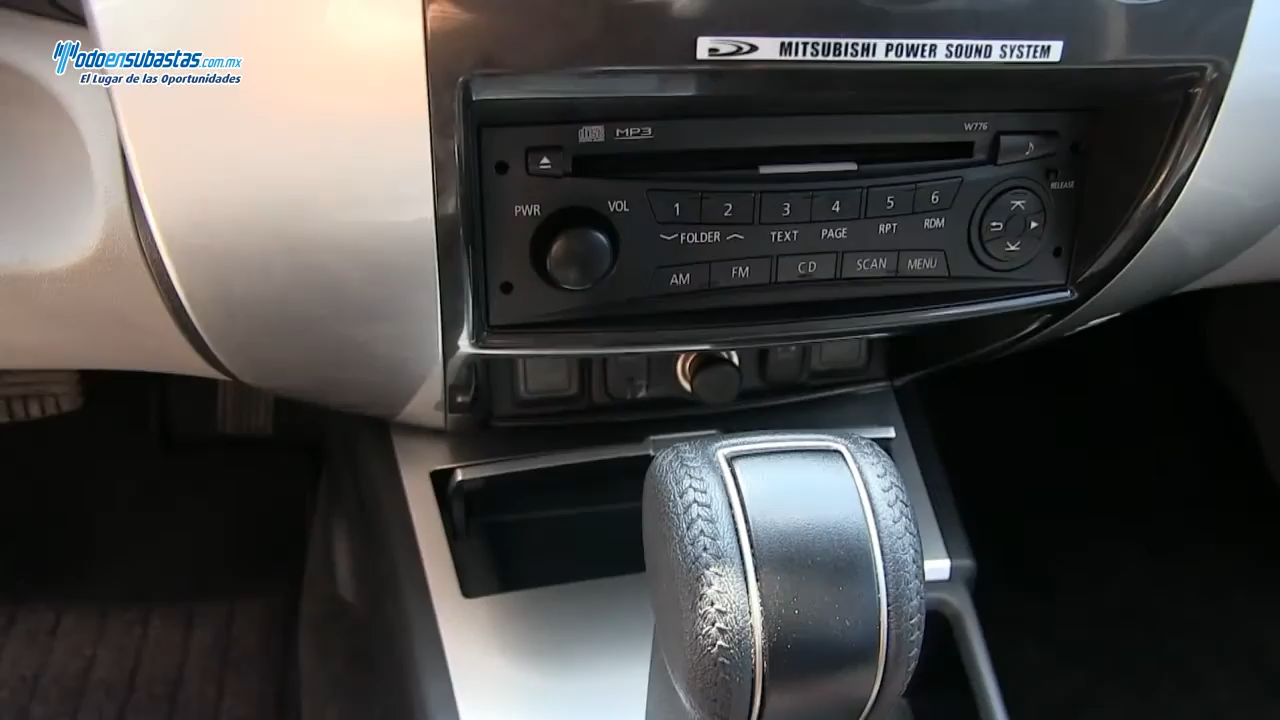 Todoensubastas.com.mx
El Lugar de las Oportunidades
MITSUBISHI POWER SOUND SYSTEM
MP3
W776
RELEASE
PWR
VOL
1 2 3 4 5 6
FOLDER TEXT PAGE RPT RDM
AM FM CD SCAN MENU